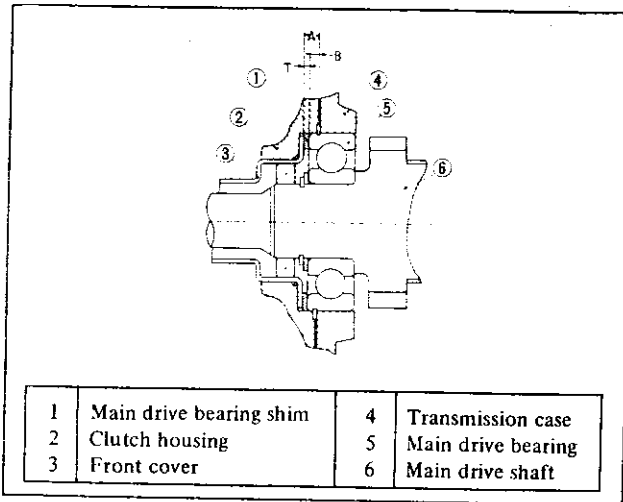 A
B
T
1
4
2
5
3
6
1 Main drive bearing shim 4 Transmission case
2 Clutch housing 5 Main drive bearing
3 Front cover 6 Main drive shaft